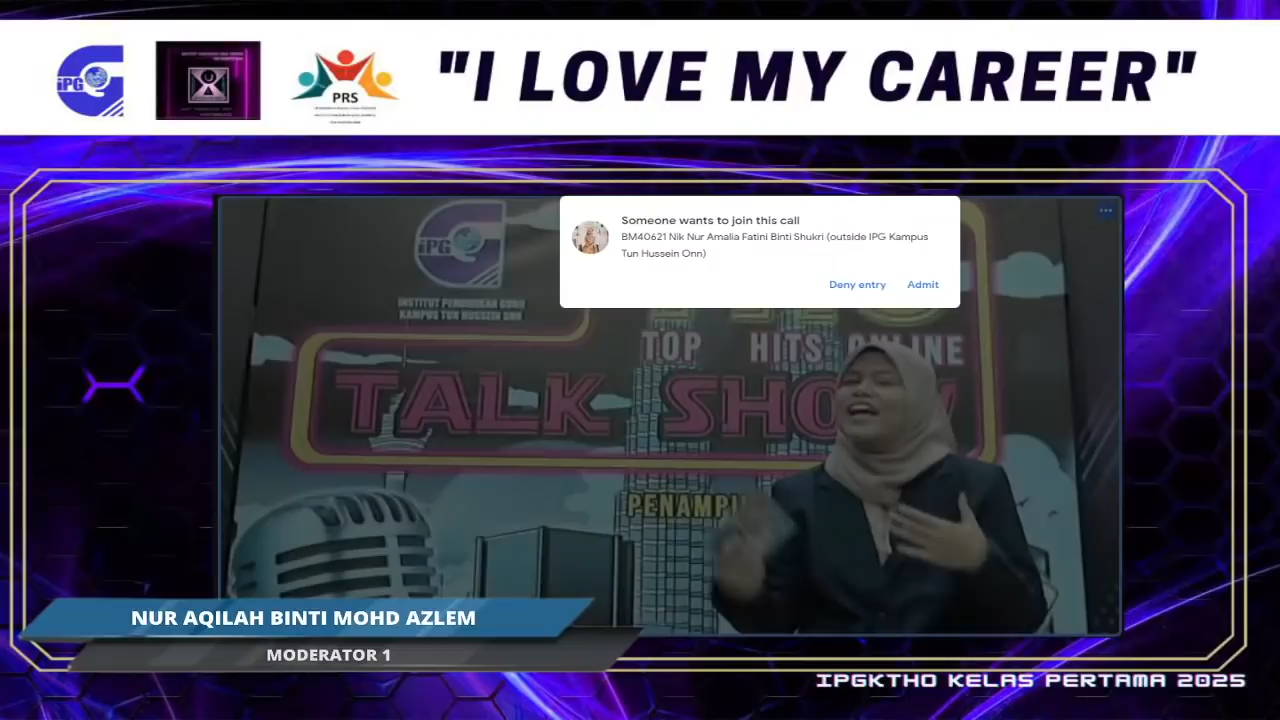 "I LOVE MY CAREER"
iPG
PRS
Someone wants to join this call
BM40621 Nik Nur Amalia Fatini Binti Shukri (outside IPG Kampus
Tun Hussein Onn)
Deny entry Admit
iPG
INSTITUT PENDIDIKAN GURU
KAMPUS TUN HUSSEIN ONN
TOP HITS ONLINE
TALK SHOW
NUR AQILAH BINTI MOHD AZLEM
MODERATOR 1
IPGKTHO KELAS PERTAMA 2025